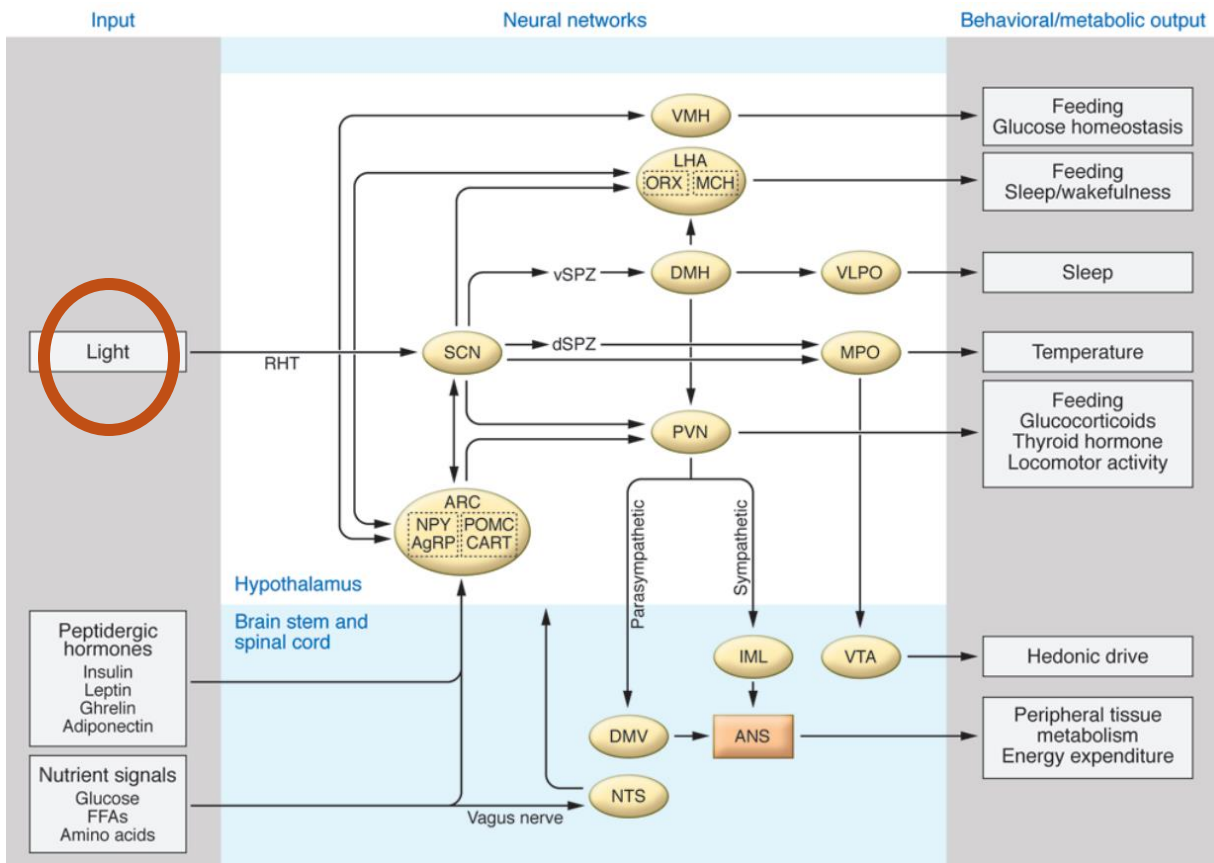 Input
Neural networks
Behavioral/metabolic output
VMH
Feeding
Glucose homeostasis
LHA
ORX MCH
Feeding
Sleep/wakefulness
vSPZ
DMH
VLPO
Sleep
Light
RHT
SCN
dSPZ
MPO
Temperature
PVN
Feeding
Glucocorticoids
Thyroid hormone
Locomotor activity
ARC
NPY POMC
AgRP CART
Parasympathetic
Sympathetic
Hypothalamus
Brain stem and
spinal cord
Peptidergic
hormones
Insulin
Leptin
Ghrelin
Adiponectin
IML
VTA
Hedonic drive
DMV
ANS
Peripheral tissue
metabolism
Energy expenditure
Nutrient signals
Glucose
FFAs
Amino acids
Vagus nerve
NTS